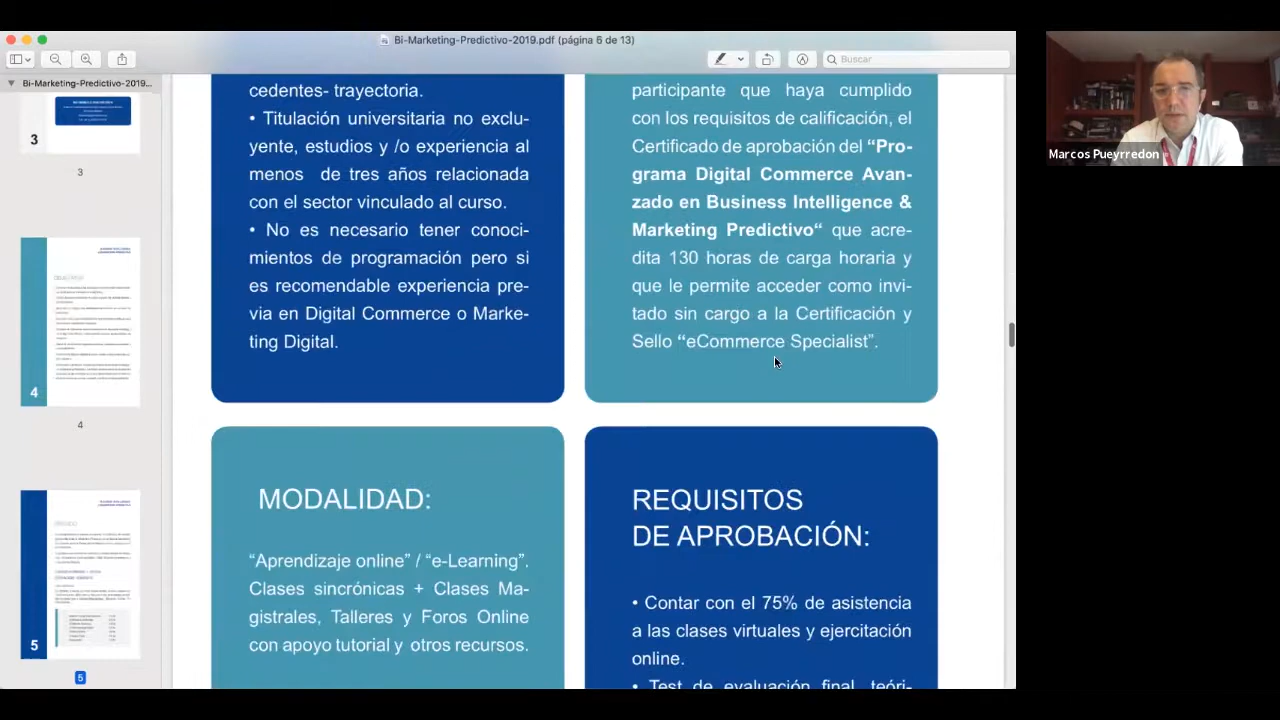 Bi-Marketing-Predictivo-2019.pdf (página 6 de 13)
Buscar
Bi-Marketing-Predictivo-2019...
3
3
4
4
5
5
cedentes- trayectoria.
• Titulación universitaria no exclu-
yente, estudios y /o experiencia al
menos de tres años relacionada
con el sector vinculado al curso.
• No es necesario tener conoci-
mientos de programación pero si
es recomendable experiencia pre-
via en Digital Commerce o Marke-
ting Digital.
participante que haya cumplido
con los requisitos de calificación, el
Certificado de aprobación del “Pro-
grama Digital Commerce Avan-
zado en Business Intelligence &
Marketing Predictivo“ que acre-
dita 130 horas de carga horaria y
que le permite acceder como invi-
tado sin cargo a la Certificación y
Sello “eCommerce Specialist”.
MODALIDAD:
“Aprendizaje online” / “e-Learning”.
Clases sincrónicas + Clases Ma-
gistrales, Talleres y Foros Online
con apoyo tutorial y otros recursos.
REQUISITOS
DE APROBACIÓN:
• Contar con el 75% de asistencia
a las clases virtuales y ejercitación
online.
• Test de evaluación final, teóri-
Marcos Pueyrredon